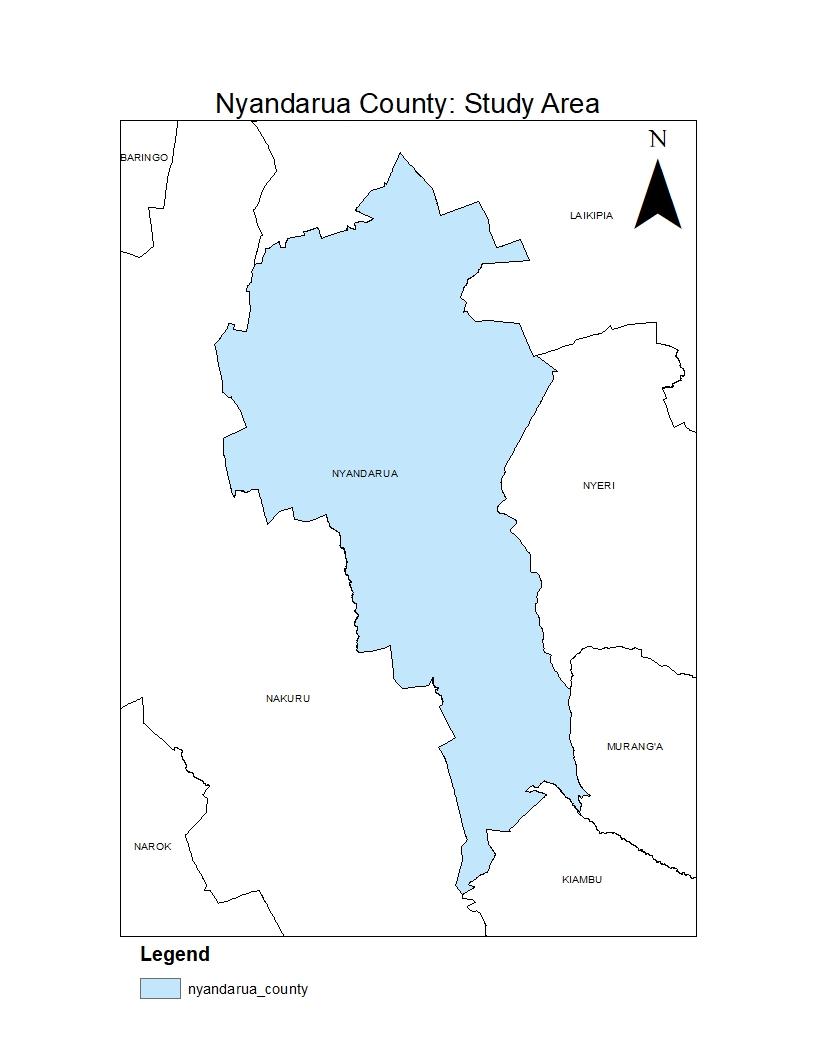 Nyandarua County: Study Area
N
BARINGO
LAIKIPIA
NYANDARUA
NYERI
NAKURU
MURANG'A
NAROK
KIAMBU
Legend
nyandarua_county